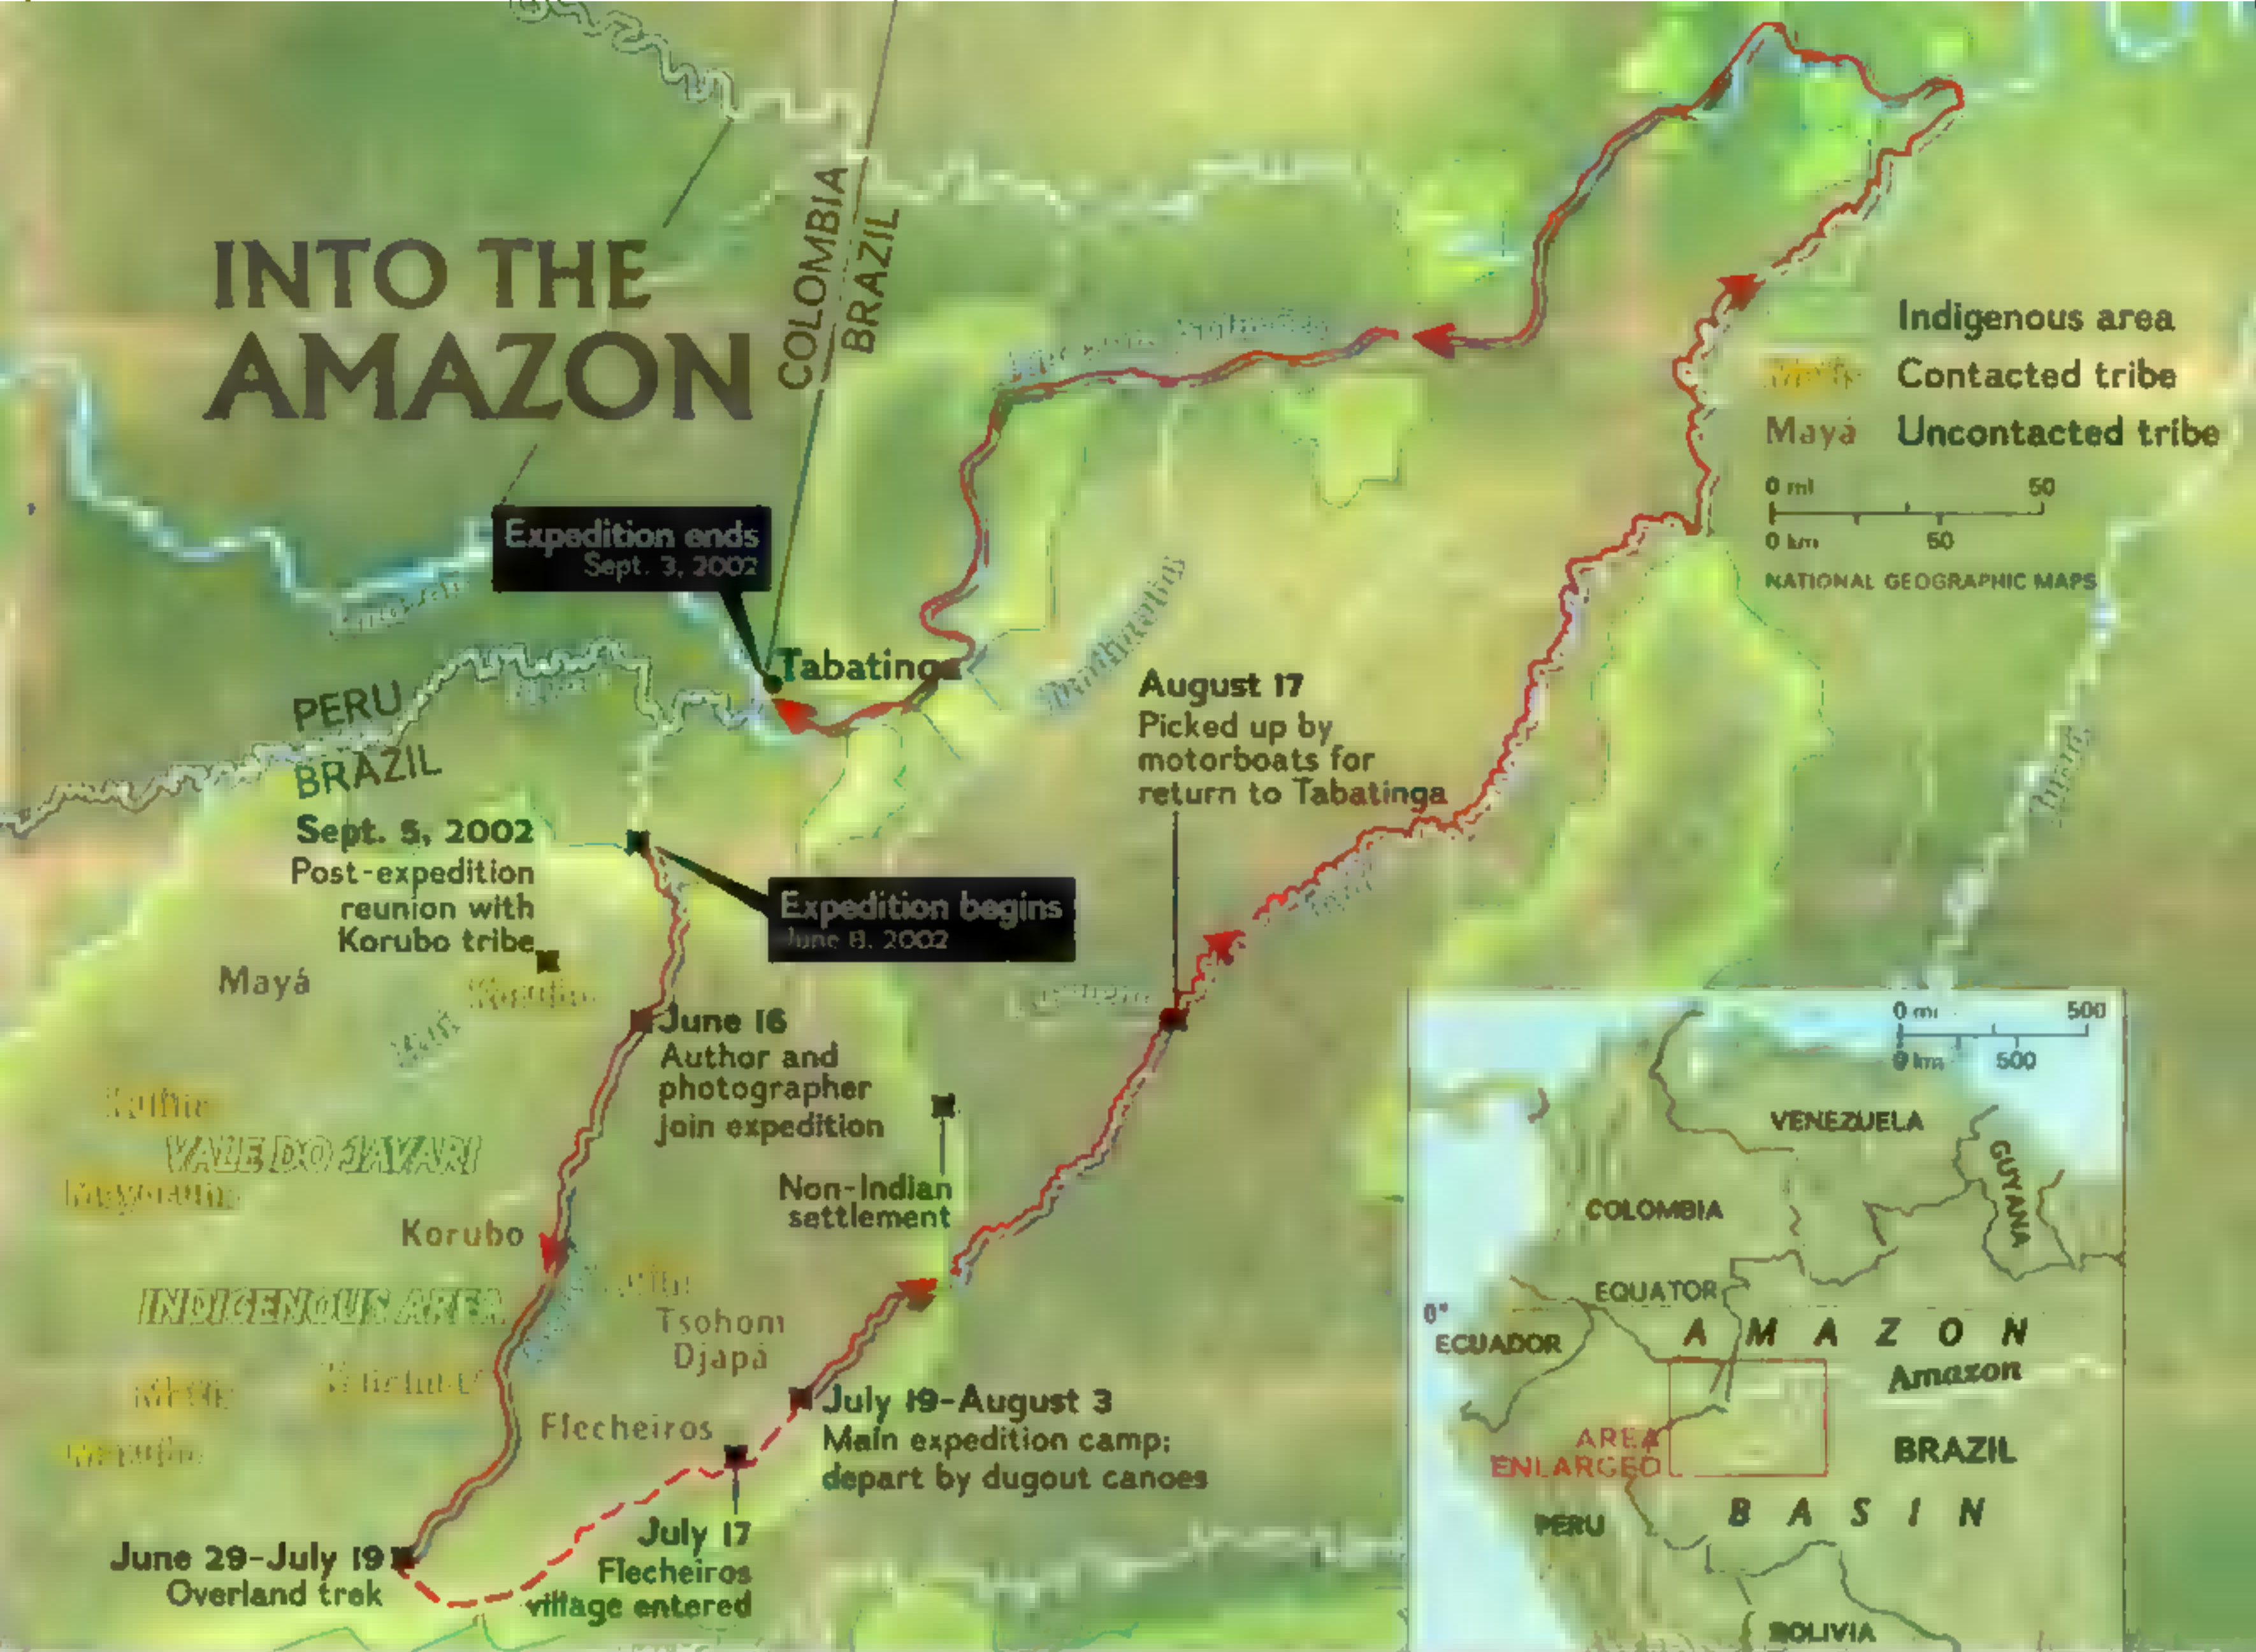 INTO THE
AMAZON
COLOMBIA
BRAZIL
Expedition ends
Sept. 3, 2002
Tabatinga
PERU
BRAZIL
Indigenous area
Contacted tribe
Mayá
Uncontacted tribe
0 mi
50
0 km
50
NATIONAL GEOGRAPHIC MAPS
August 17
Picked up by
motorboats for
return to Tabatinga
Sept. 5, 2002
Post-expedition
reunion with
Korubo tribe
Expedition begins
June 8, 2002
Mayá
Korubo
June 16
Author and
photographer
join expedition
VALE DO JAVARI
INDIGENOUS AREA
Korubo
Non-Indian
settlement
Tsohom
Djapá
Flecheiros
July 19-August 3
Main expedition camp;
depart by dugout canoes
July 17
Flecheiros
village entered
June 29-July 19
Overland trek
0 mi
500
0 km
500
VENEZUELA
GUYANA
COLOMBIA
EQUATOR
0°
ECUADOR
AMAZON
Amazon
AREA
ENLARGED
BRAZIL
PERU
BASIN
BOLIVIA